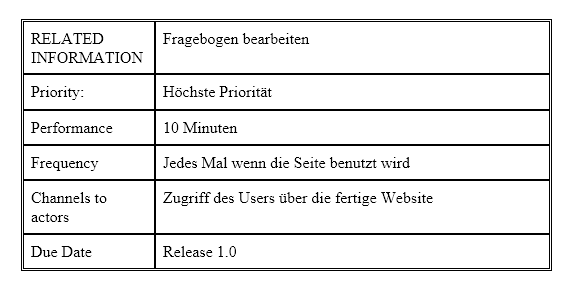 RELATED INFORMATION Fragebogen bearbeiten
Priority: Höchste Priorität
Performance 10 Minuten
Frequency Jedes Mal wenn die Seite benutzt wird
Channels to actors Zugriff des Users über die fertige Website
Due Date Release 1.0